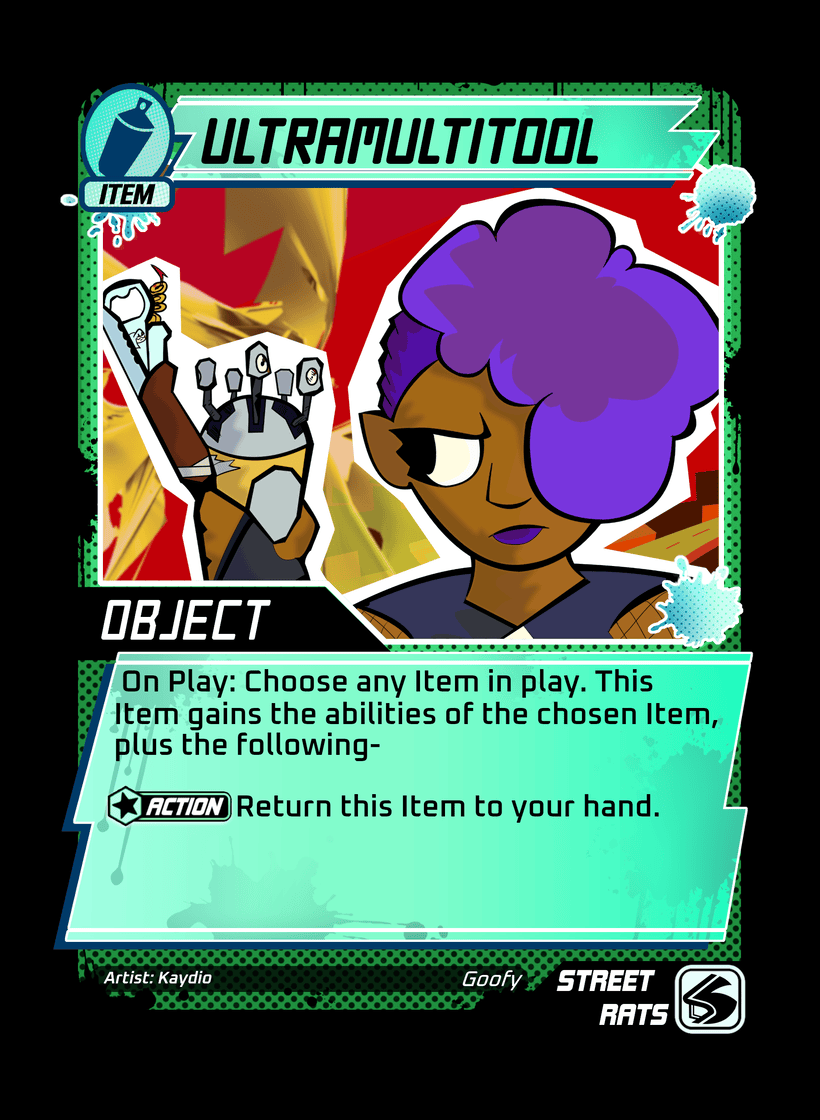 ULTRAMULTITOOL
ITEM
OBJECT
On Play: Choose any Item in play. This
Item gains the abilities of the chosen Item,
plus the following-
ACTION Return this Item to your hand.
Artist: Kaydio
Goofy
STREET
RATS